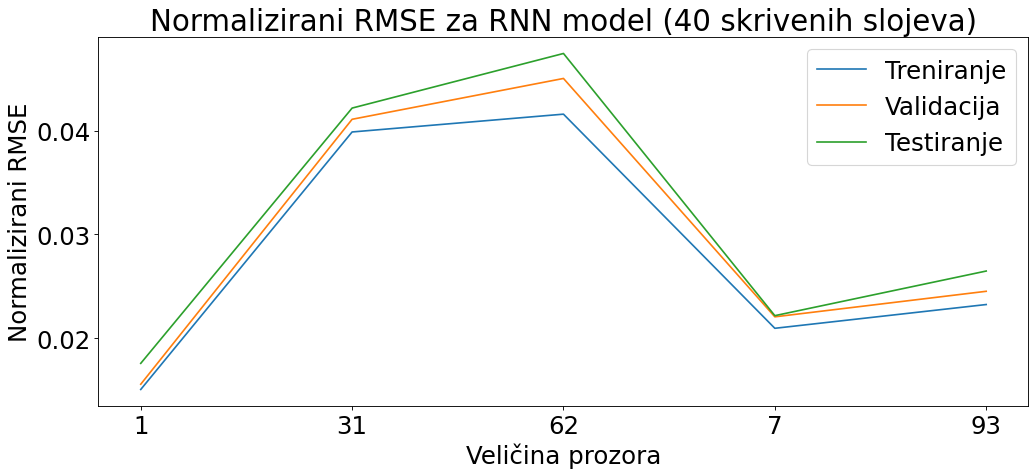 Normalizirani RMSE za RNN model (40 skrivenih slojeva)
Normalizirani RMSE
0.04
0.03
0.02
Treniranje
Validacija
Testiranje
1 31 62 7 93
Veličina prozora